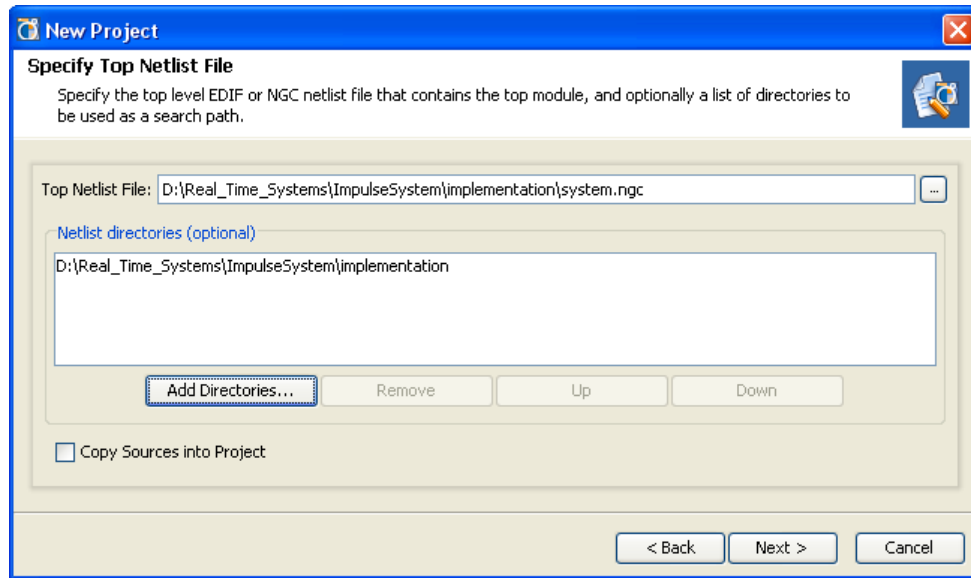 New Project
Specify Top Netlist File
Specify the top level EDIF or NGC netlist file that contains the top module, and optionally a list of directories to
be used as a search path.
Top Netlist File: D:\Real_Time_Systems\ImpulseSystem\implementation\system.ngc ...
Netlist directories (optional)
D:\Real_Time_Systems\ImpulseSystem\implementation
Add Directories... Remove Up Down
Copy Sources into Project
< Back Next > Cancel